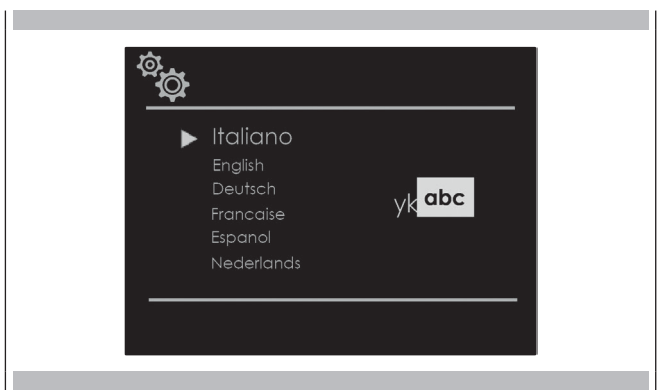 Italiano
English
Deutsch
Francaise
Espanol
Nederlands
yk abc